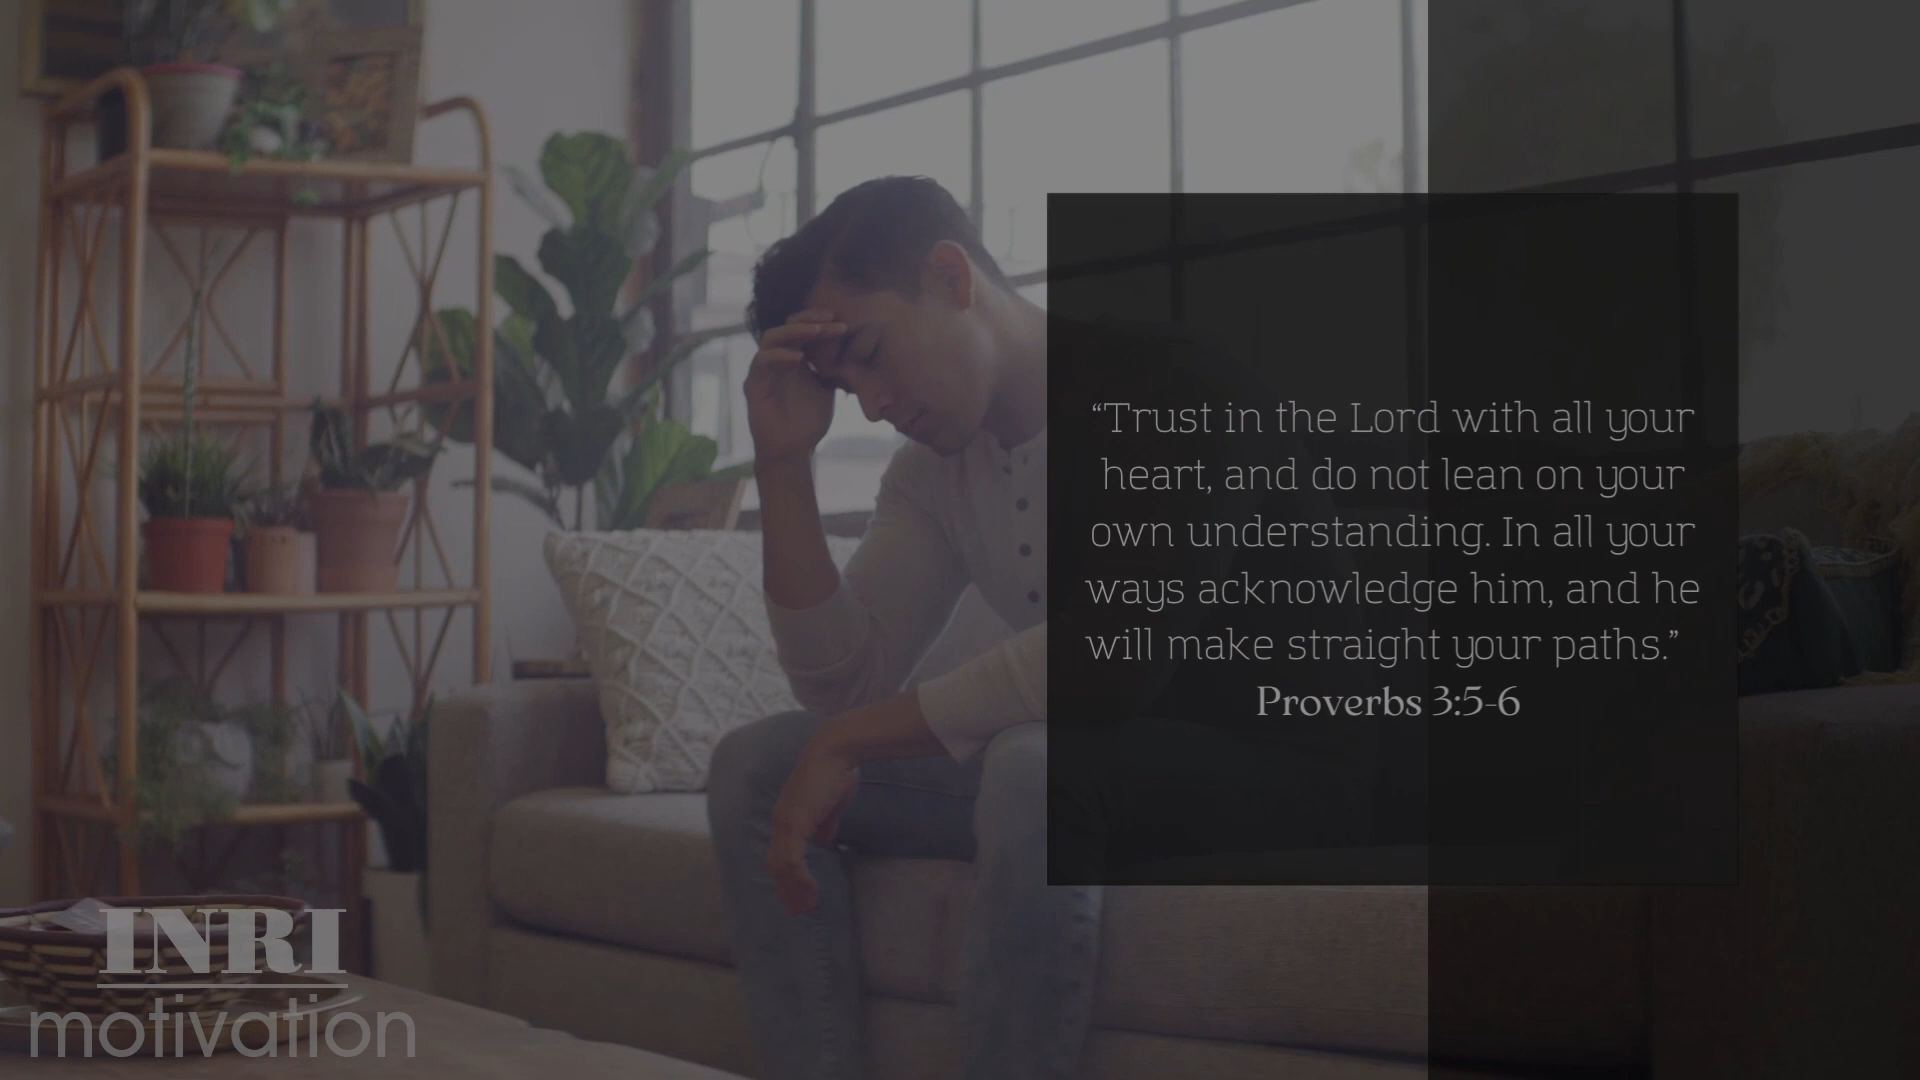 “Trust in the Lord with all your
heart, and do not lean on your
own understanding. In all your
ways acknowledge him, and he
will make straight your paths.”
Proverbs 3:5-6
INRI
motivation